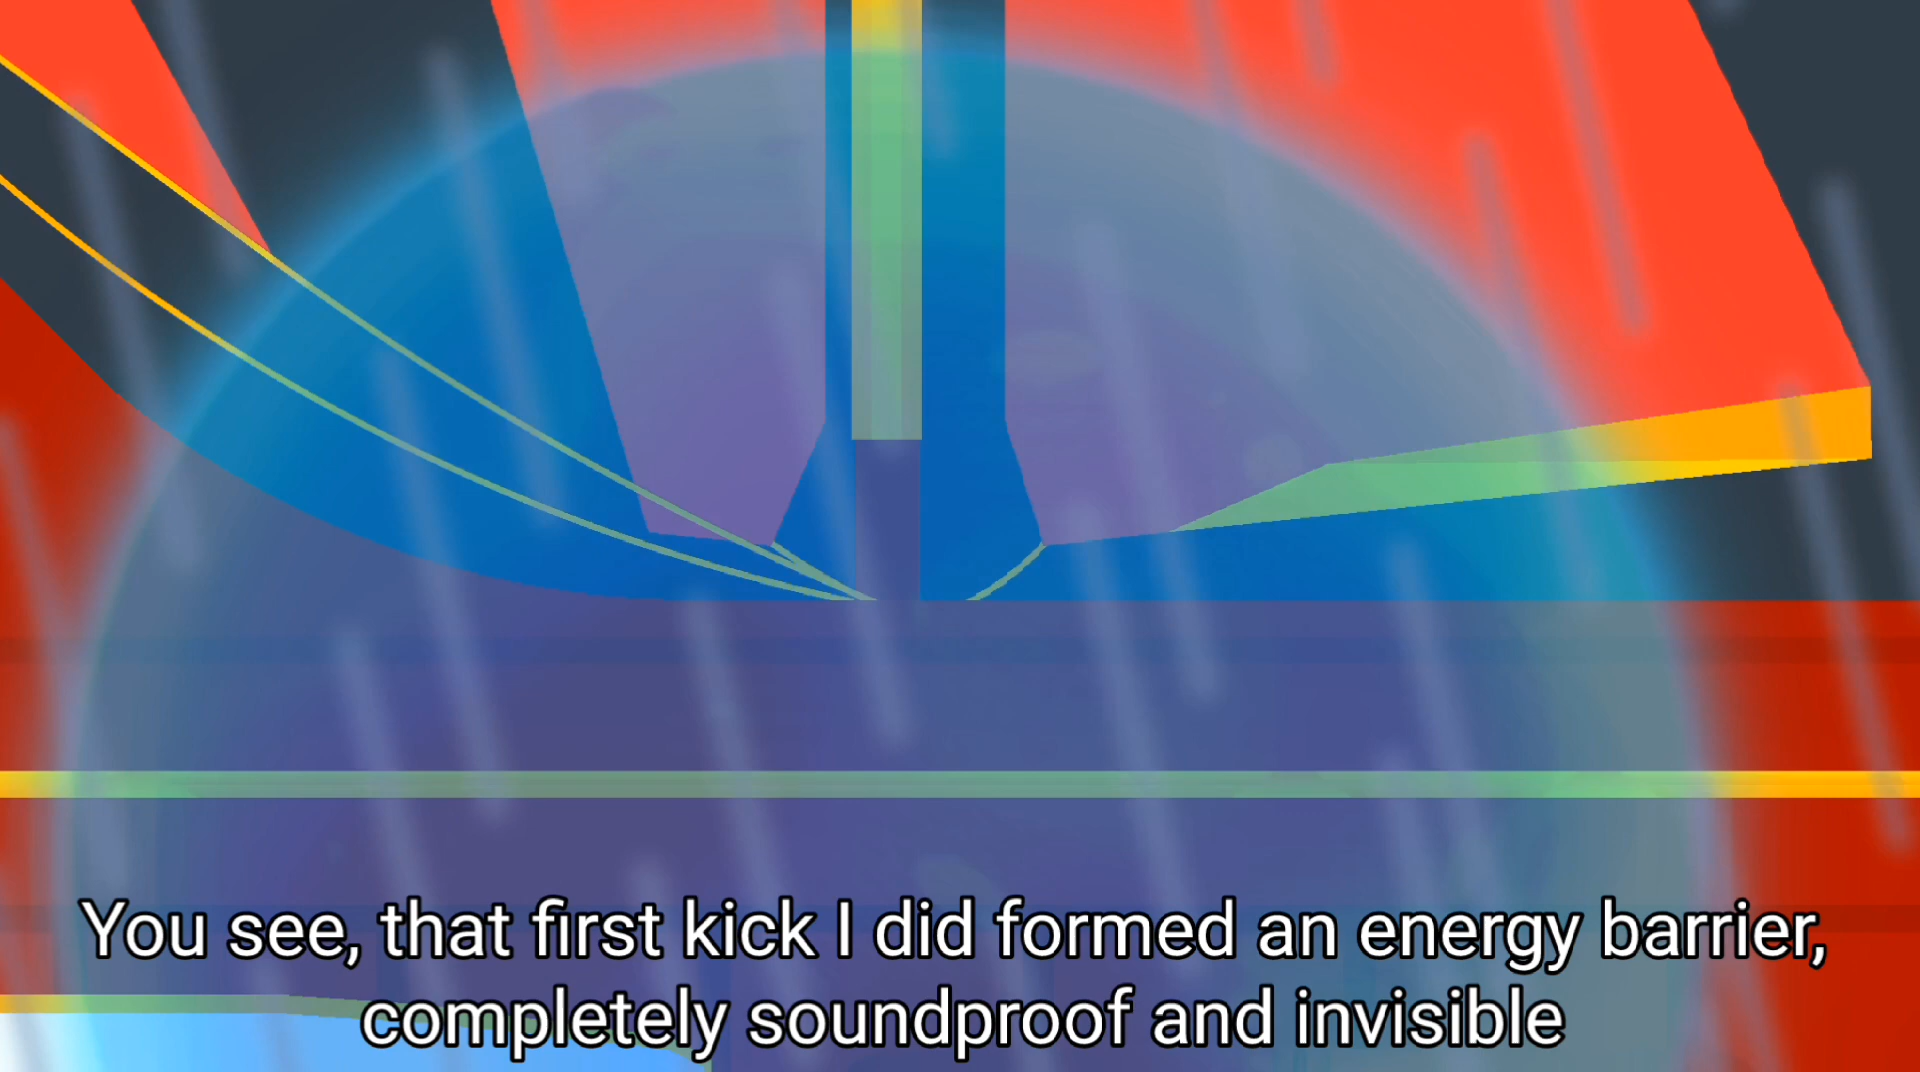 You see, that first kick I did formed an energy barrier,
completely soundproof and invisible